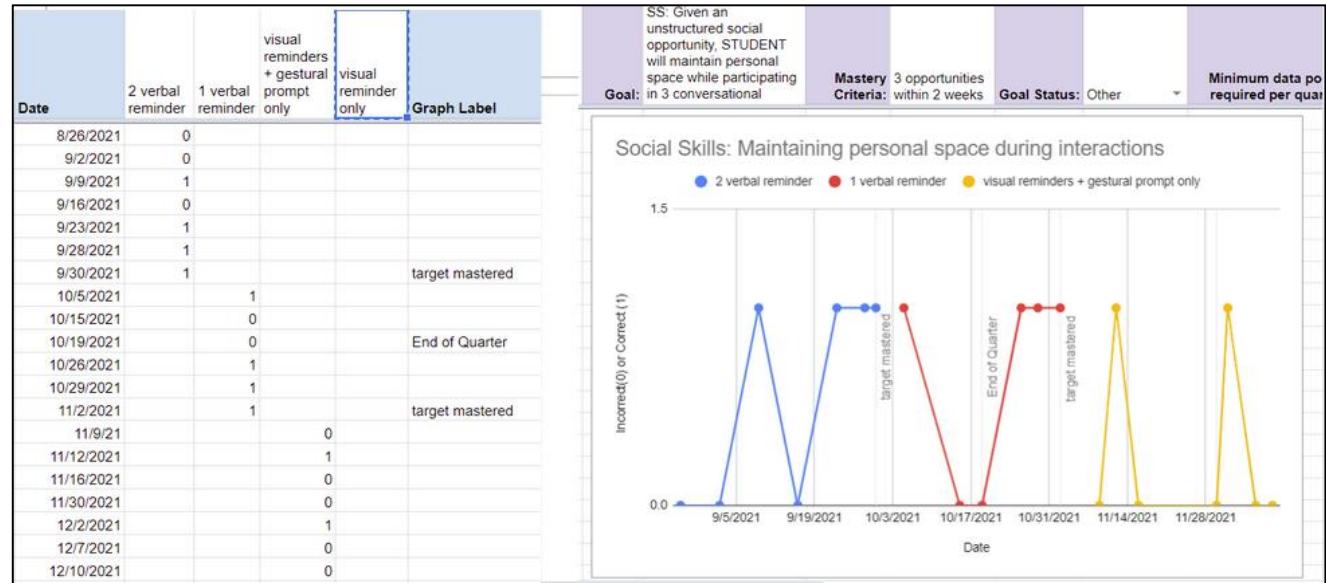 Date
2 verbal
reminder
1 verbal
reminder
visual
reminders
+ gestural
prompt
only
visual
reminder
only
Graph Label
8/26/2021 0
9/2/2021 0
9/9/2021 1
9/16/2021 0
9/23/2021 1
9/28/2021 1
9/30/2021 1 target mastered
10/5/2021 1
10/15/2021 0
10/19/2021 0 End of Quarter
10/26/2021 1
10/29/2021 1
11/2/2021 1 target mastered
11/9/21 0
11/12/2021 1
11/16/2021 0
11/30/2021 0
12/2/2021 1
12/7/2021 0
12/10/2021 0
Goal:
SS: Given an
unstructured social
opportunity, STUDENT
will maintain personal
space while participating
in 3 conversational
Mastery
Criteria:
3 opportunities
within 2 weeks
Goal Status:
Other
Minimum data po
required per quar
Social Skills: Maintaining personal space during interactions
2 verbal reminder 1 verbal reminder visual reminders + gestural prompt only
Incorrect(0) or Correct (1)
1.5
0.0
target mastered
End of Quarter
target mastered
9/5/2021 9/19/2021 10/3/2021 10/17/2021 10/31/2021 11/14/2021 11/28/2021
Date